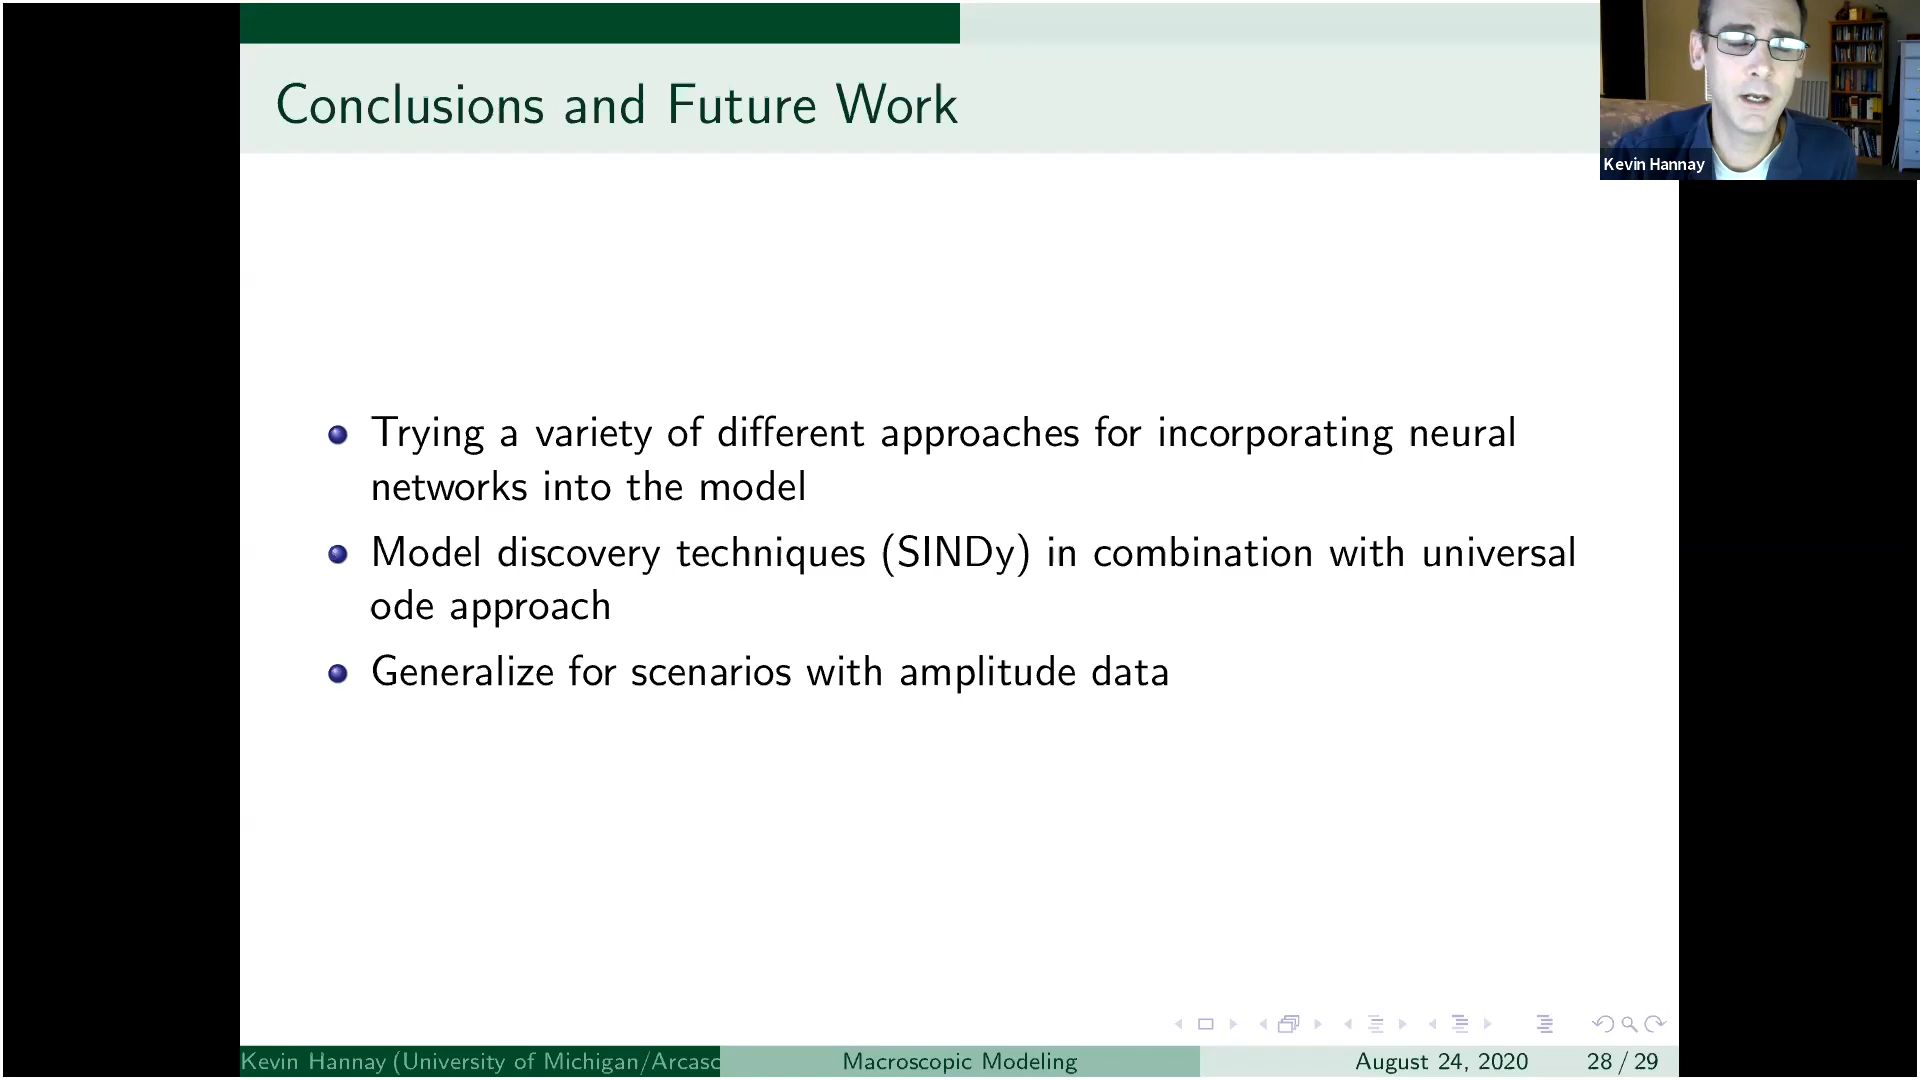 Conclusions and Future Work
Kevin Hannay
Trying a variety of different approaches for incorporating neural
networks into the model
Model discovery techniques (SINDy) in combination with universal
ode approach
Generalize for scenarios with amplitude data
Kevin Hannay (University of Michigan/Arcasc
Macroscopic Modeling
August 24, 2020
28 / 29